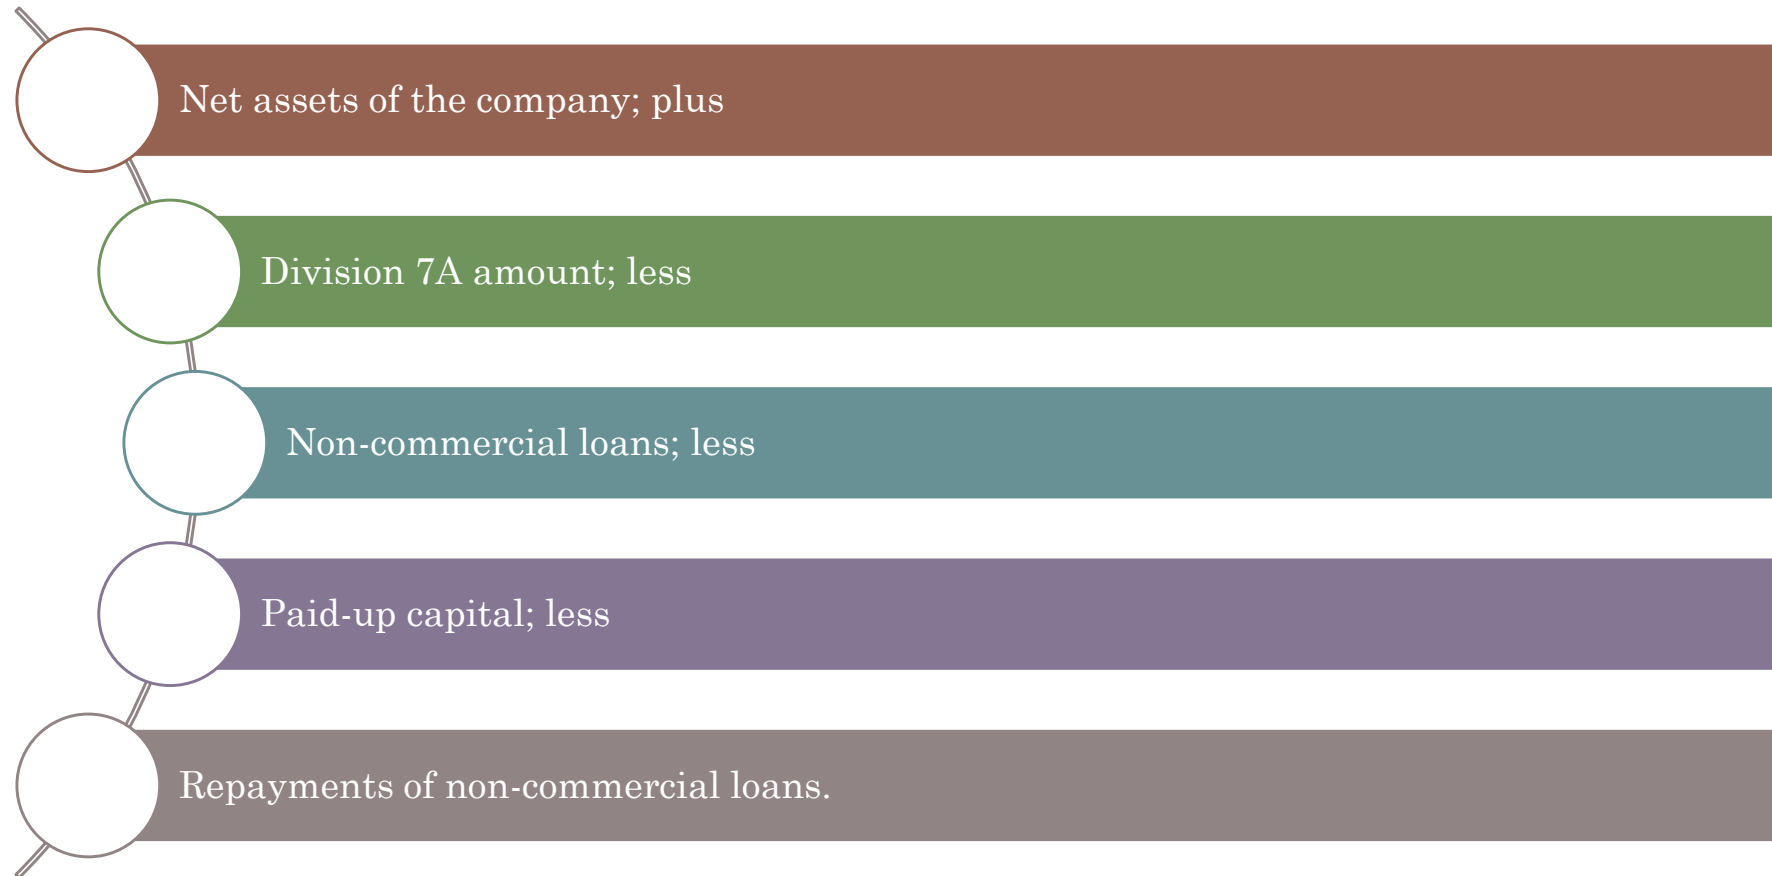 Net assets of the company; plus
Division 7A amount; less
Non-commercial loans; less
Paid-up capital; less
Repayments of non-commercial loans.